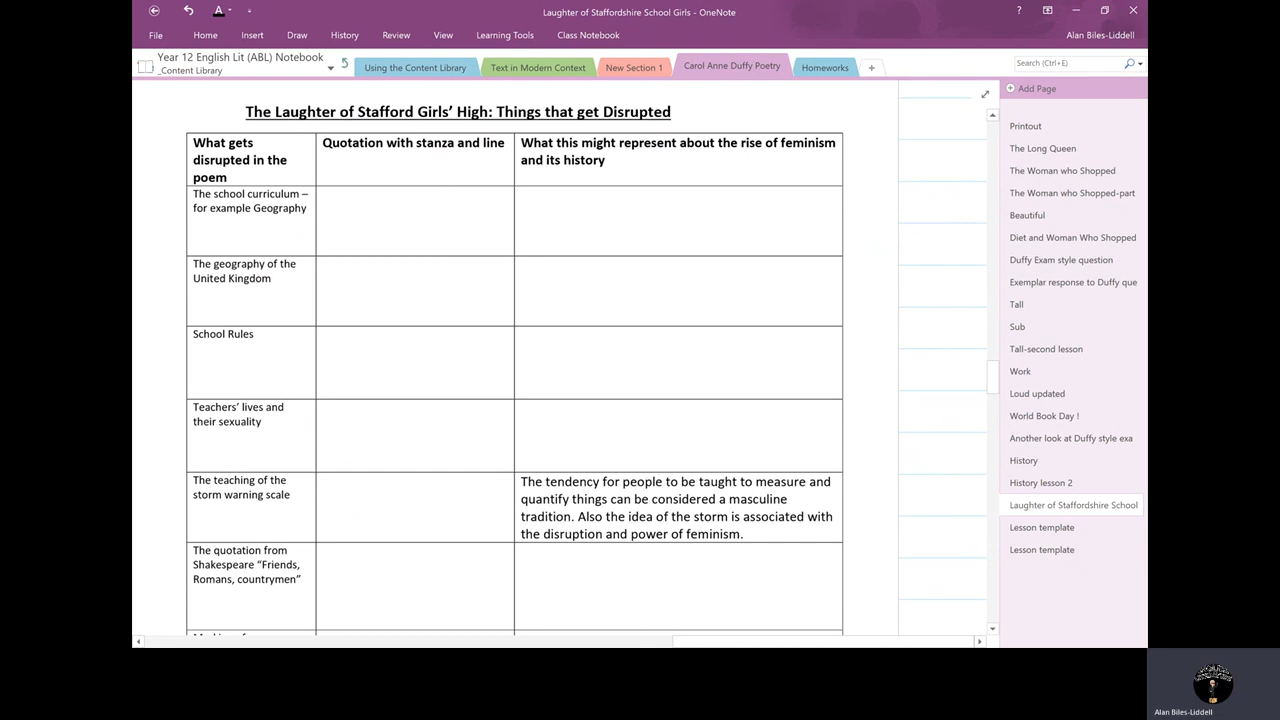 Laughter of Staffordshire School Girls - OneNote
File
Home
Insert
Draw
History
Review
View
Learning Tools
Class Notebook
Alan Biles-Liddell
Year 12 English Lit (ABL) Notebook
_Content Library
Using the Content Library
Text in Modern Context
New Section 1
Carol Anne Duffy Poetry
Homeworks
Search (Ctrl+E)
Add Page
The Laughter of Stafford Girls' High: Things that get Disrupted
What gets
disrupted in the
poem
Quotation with stanza and line
What this might represent about the rise of feminism
and its history
The school curriculum –
for example Geography
The geography of the
United Kingdom
School Rules
Teachers' lives and
their sexuality
The teaching of the
storm warning scale
The tendency for people to be taught to measure and
quantify things can be considered a masculine
tradition. Also the idea of the storm is associated with
the disruption and power of feminism.
The quotation from
Shakespeare "Friends,
Romans, countrymen"
Printout
The Long Queen
The Woman who Shopped
The Woman who Shopped-part
Beautiful
Diet and Woman Who Shopped
Duffy Exam style question
Exemplar response to Duffy que
Tall
Sub
Tall-second lesson
Work
Loud updated
World Book Day !
Another look at Duffy style exa
History
History lesson 2
Laughter of Staffordshire School
Lesson template
Lesson template
Alan Biles-Liddell